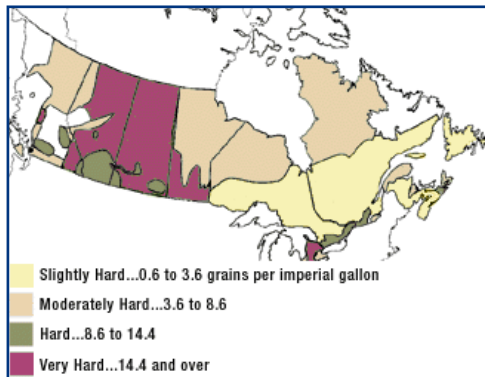 Slightly Hard...0.6 to 3.6 grains per imperial gallon
Moderately Hard...3.6 to 8.6
Hard...8.6 to 14.4
Very Hard...14.4 and over